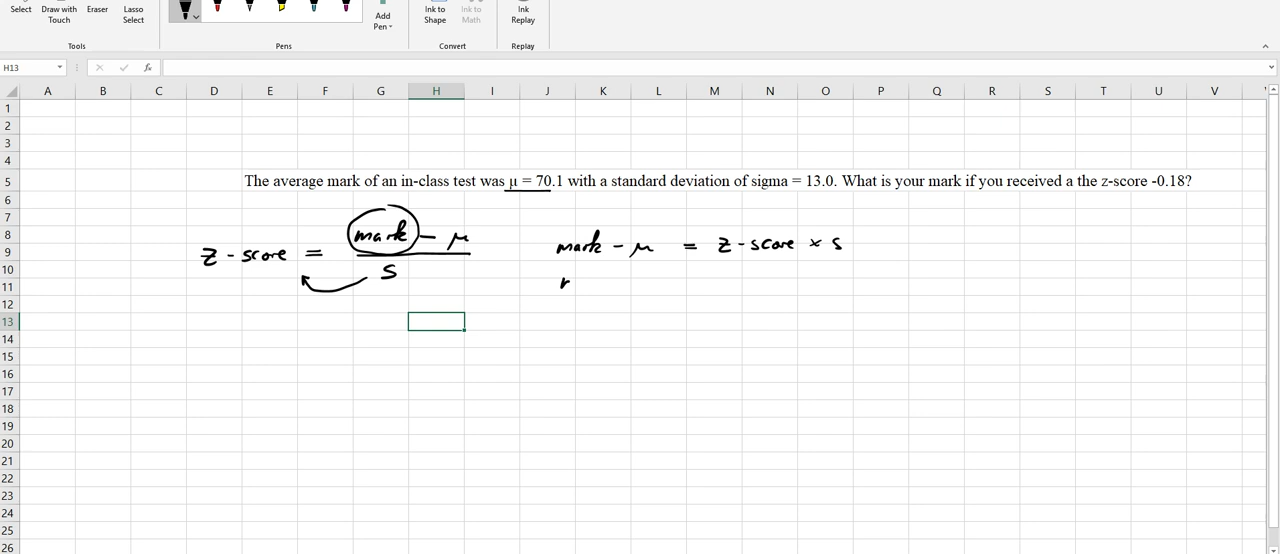 Select Draw with Touch Eraser Lasso Select Add Pen Ink to Shape Ink to Math Ink Replay
Tools Pens Convert Replay
H13 fx
A B C D E F G H I J K L M N O P Q R S T U V
1
2
3
4
5 The average mark of an in-class test was μ = 70.1 with a standard deviation of sigma = 13.0. What is your mark if you received a the z-score -0.18?
6
7
8 mark - μ
9 z - score = mark - μ = z - score × s
10 s
11
12
13
14
15
16
17
18
19
20
21
22
23
24
25
26